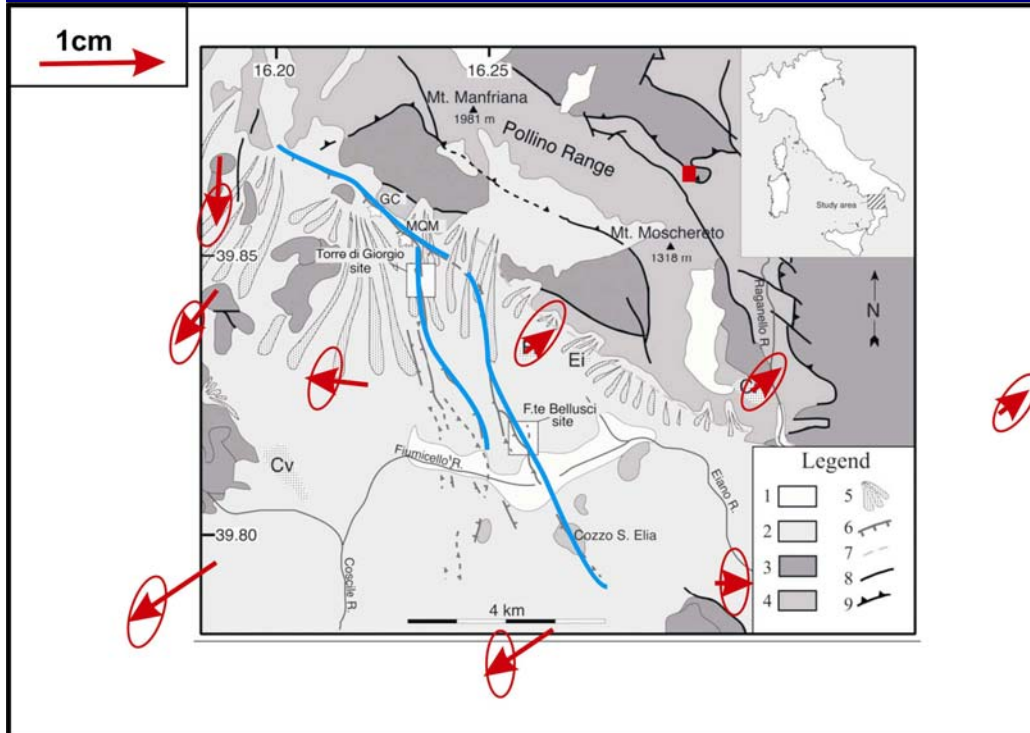 1cm
16.20
16.25
Mt. Manfriana
1981 m
Pollino Range
Study area
GC
MCM
Torre di Giorgio
site
39.85
Mt. Moschereto
1318 m
Raganello R.
N
Ei
F.te Bellusci
site
Cv
Fiumicello R.
Eiano R.
39.80
Cozzo S. Elia
Coscile R.
4 km
Legend
1
2
3
4
5
6
7
8
9